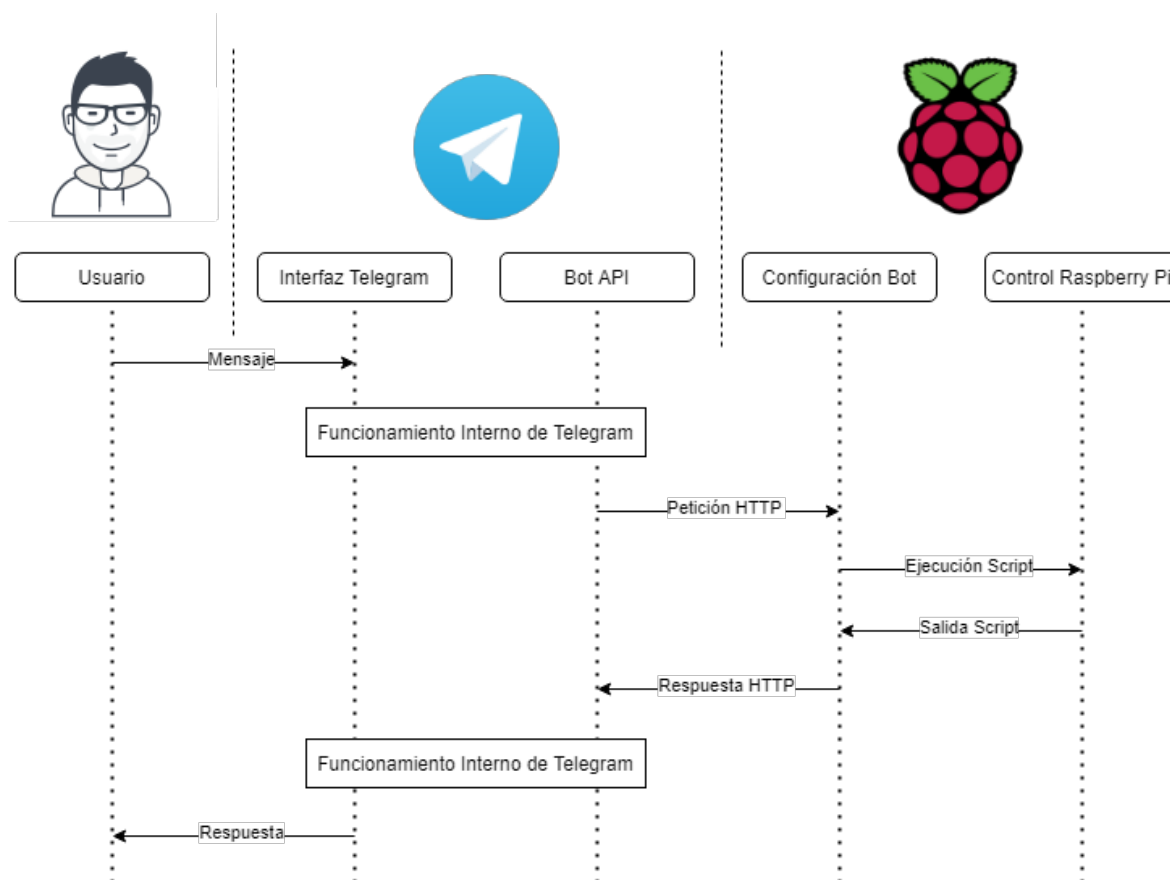 Usuario
Interfaz Telegram
Bot API
Configuración Bot
Control Raspberry Pi
Mensaje
Funcionamiento Interno de Telegram
Petición HTTP
Ejecución Script
Salida Script
Respuesta HTTP
Funcionamiento Interno de Telegram
Respuesta